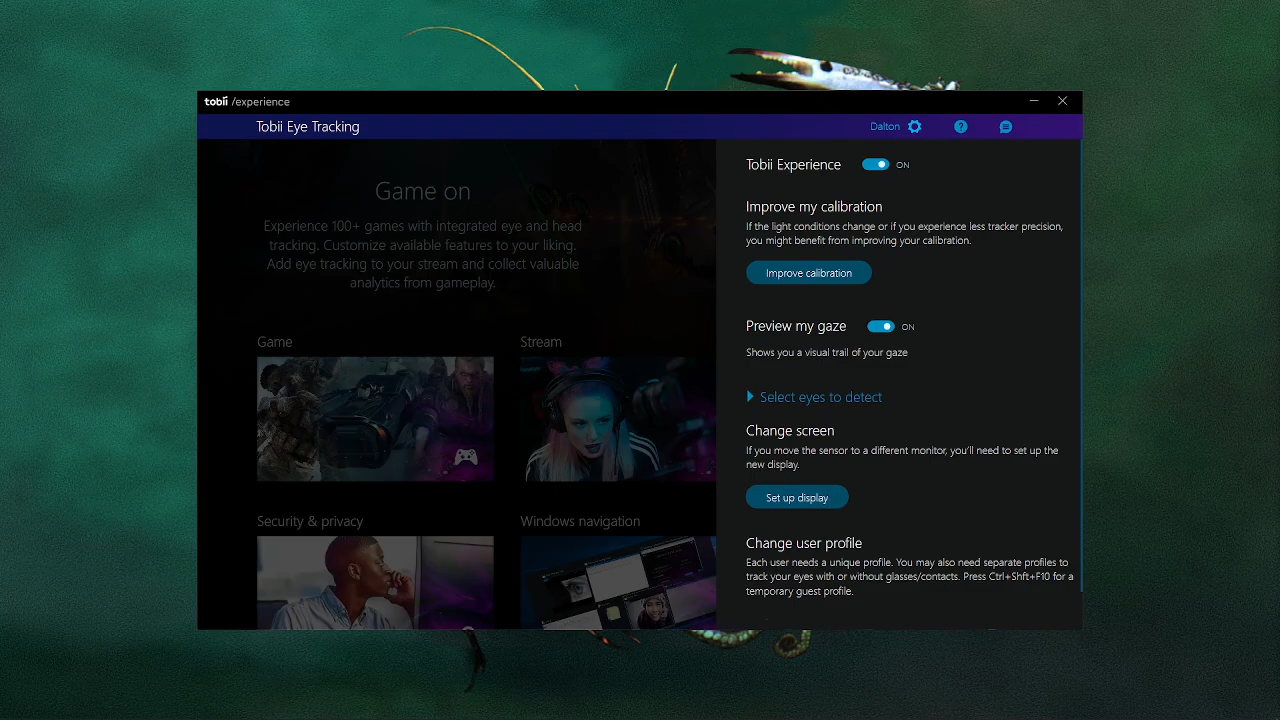 tobii /experience
Tobii Eye Tracking
Dalton
?
Game on
Experience 100+ games with integrated eye and head
tracking. Customize available features to your liking.
Add eye tracking to your stream and collect valuable
analytics from gameplay.
Game
Stream
Security & privacy
Windows navigation
Tobii Experience ON
Improve my calibration
If the light conditions change or if you experience less tracker precision,
you might benefit from improving your calibration.
Improve calibration
Preview my gaze ON
Shows you a visual trail of your gaze
Select eyes to detect
Change screen
If you move the sensor to a different monitor, you'll need to set up the
new display.
Set up display
Change user profile
Each user needs a unique profile. You may also need separate profiles to
track your eyes with or without glasses/contacts. Press Ctrl+Shft+F10 for a
temporary guest profile.